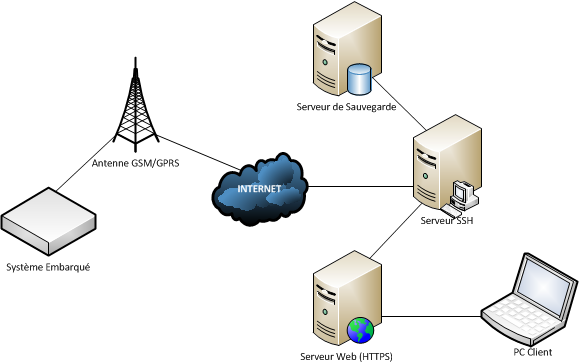 Serveur de Sauvegarde
Antenne GSM/GPRS
INTERNET
Serveur SSH
Système Embarqué
Serveur Web (HTTPS)
PC Client